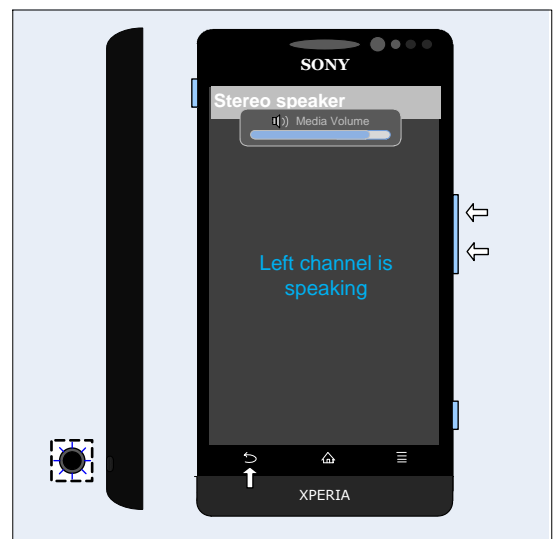 SONY
Stereo speaker
Media Volume
Left channel is
speaking
XPERIA